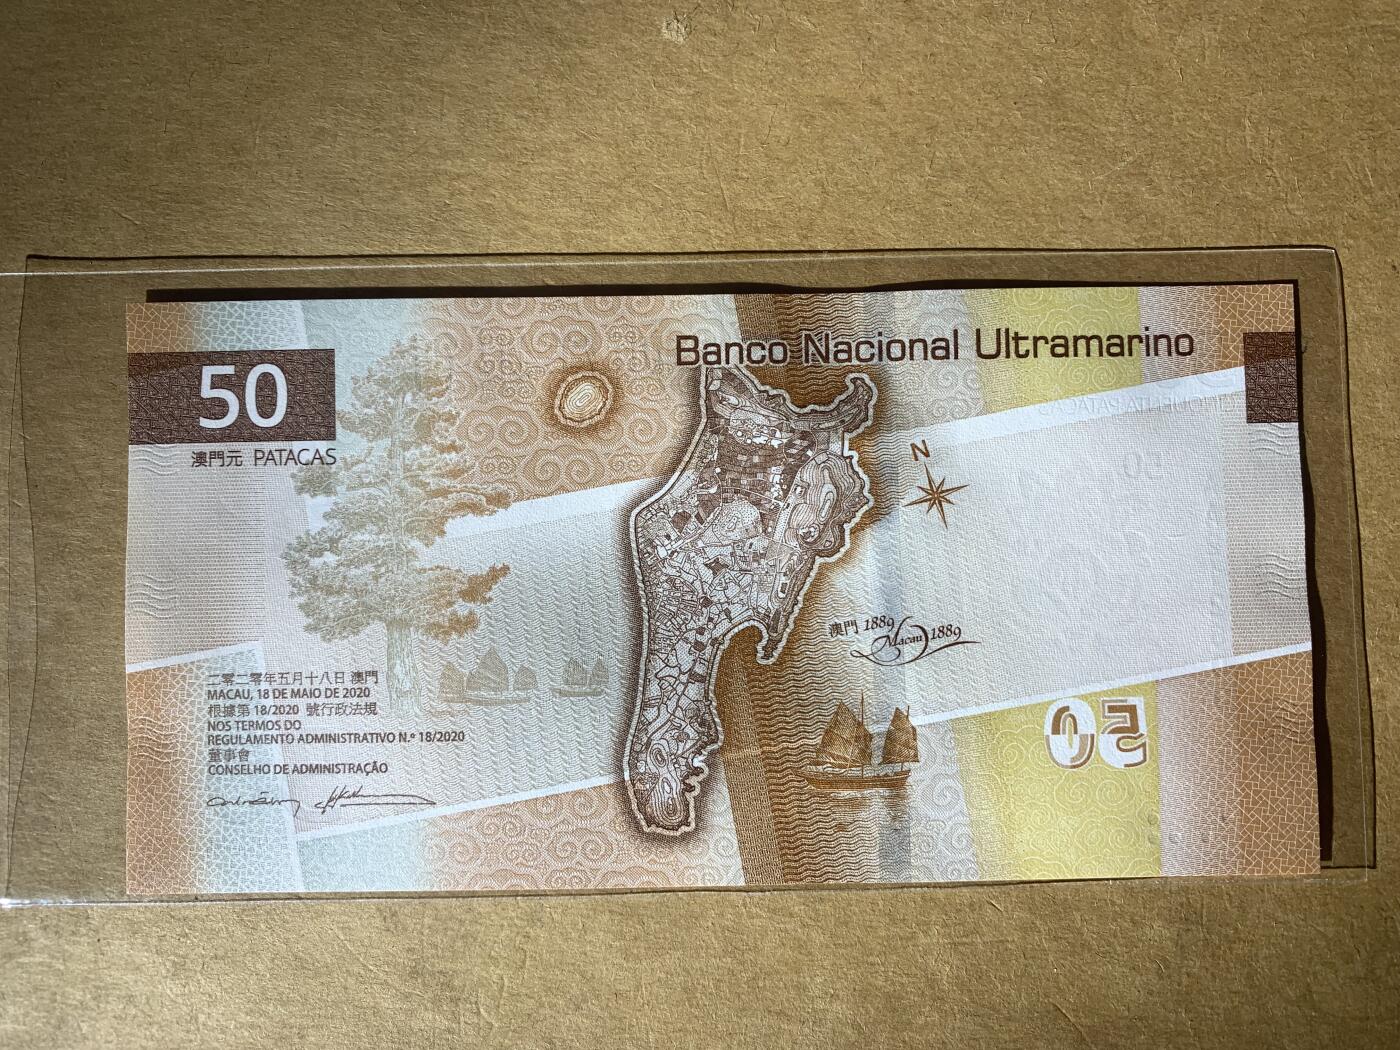 50
澳門元 PATACAS
Banco Nacional Ultramarino
N
澳門 1889
Macau 1889
二零二零年五月十八日 澳門
MACAU, 18 DE MAIO DE 2020
根據第 18/2020 號行政法規
NOS TERMOS DO
REGULAMENTO ADMINISTRATIVO N.º 18/2020
董事會
CONSELHO DE ADMINISTRAÇÃO
50